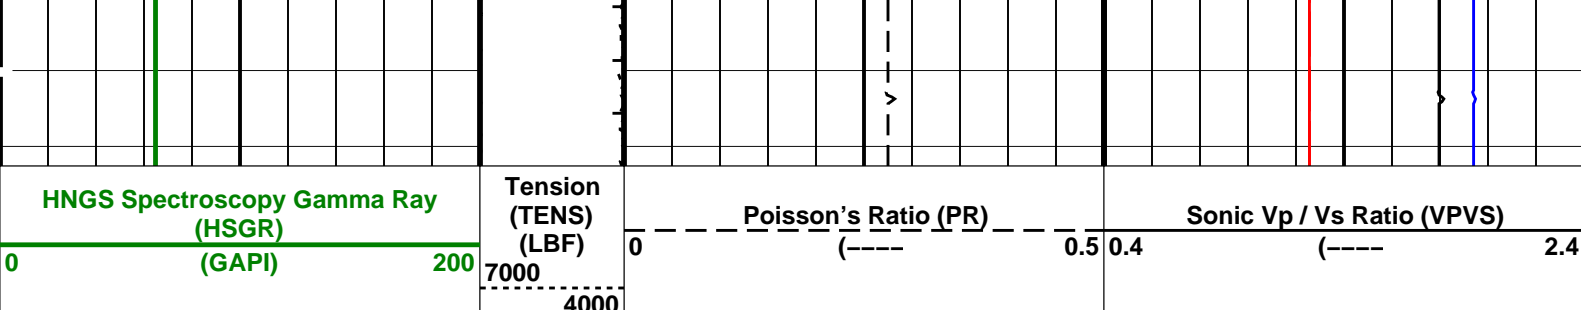 HNGS Spectroscopy Gamma Ray
(HSGR)
0 (GAPI) 200
Tension
(TENS)
(LBF)
7000
4000
Poisson's Ratio (PR)
0 (---- 0.5
Sonic Vp / Vs Ratio (VPVS)
0.4 (---- 2.4